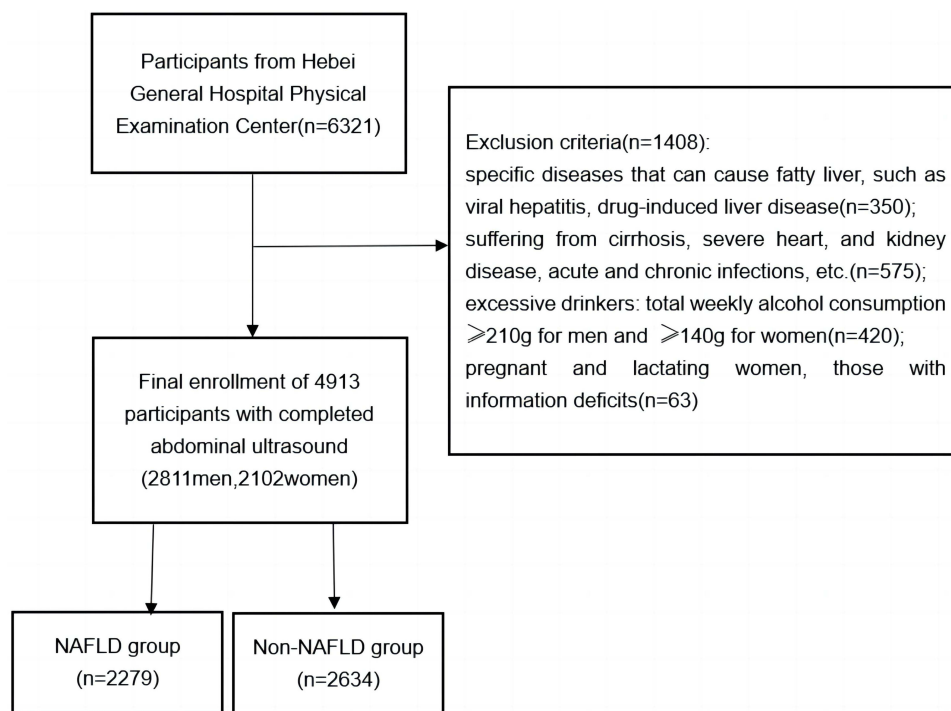 Participants from Hebei
General Hospital Physical
Examination Center(n=6321)
Exclusion criteria(n=1408):
specific diseases that can cause fatty liver, such as
viral hepatitis, drug-induced liver disease(n=350);
suffering from cirrhosis, severe heart, and kidney
disease, acute and chronic infections, etc.(n=575);
excessive drinkers: total weekly alcohol consumption
⩾210g for men and ⩾140g for women(n=420);
pregnant and lactating women, those with
information deficits(n=63)
Final enrollment of 4913
participants with completed
abdominal ultrasound
(2811men,2102women)
NAFLD group
(n=2279)
Non-NAFLD group
(n=2634)